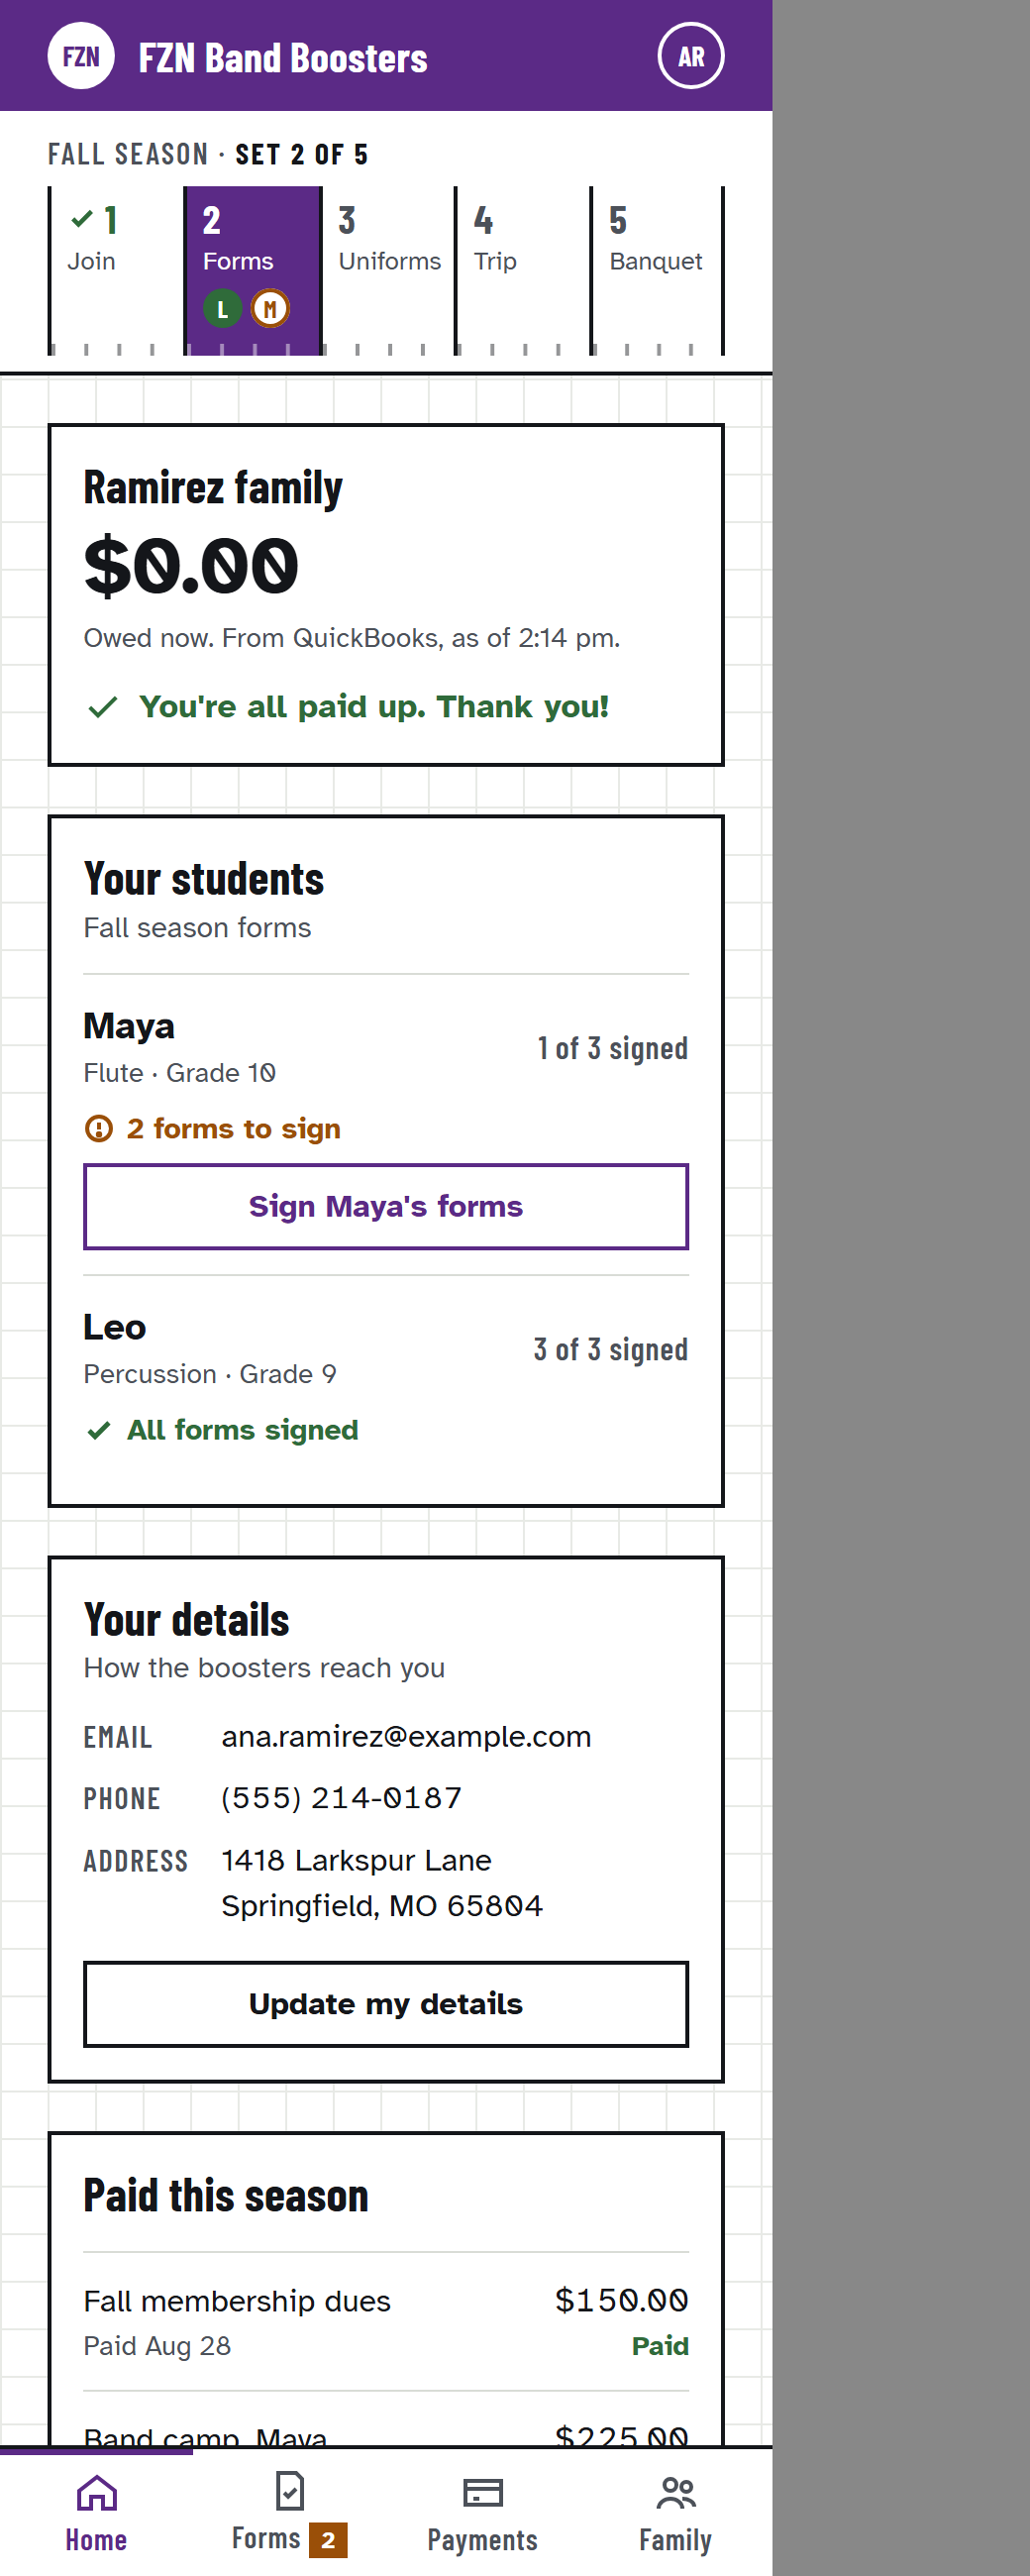 FZN FZN Band Boosters AR
FALL SEASON · SET 2 OF 5
1 2 3 4 5
Join Forms Uniforms Trip Banquet
L M
Ramirez family
$0.00
Owed now. From QuickBooks, as of 2:14 pm.
You're all paid up. Thank you!
Your students
Fall season forms
Maya
1 of 3 signed
Flute · Grade 10
2 forms to sign
Sign Maya's forms
Leo
3 of 3 signed
Percussion · Grade 9
All forms signed
Your details
How the boosters reach you
EMAIL ana.ramirez@example.com
PHONE (555) 214-0187
ADDRESS 1418 Larkspur Lane
Springfield, MO 65804
Update my details
Paid this season
Fall membership dues $150.00
Paid Aug 28 Paid
Band camp, Maya $225.00
Home Forms 2 Payments Family